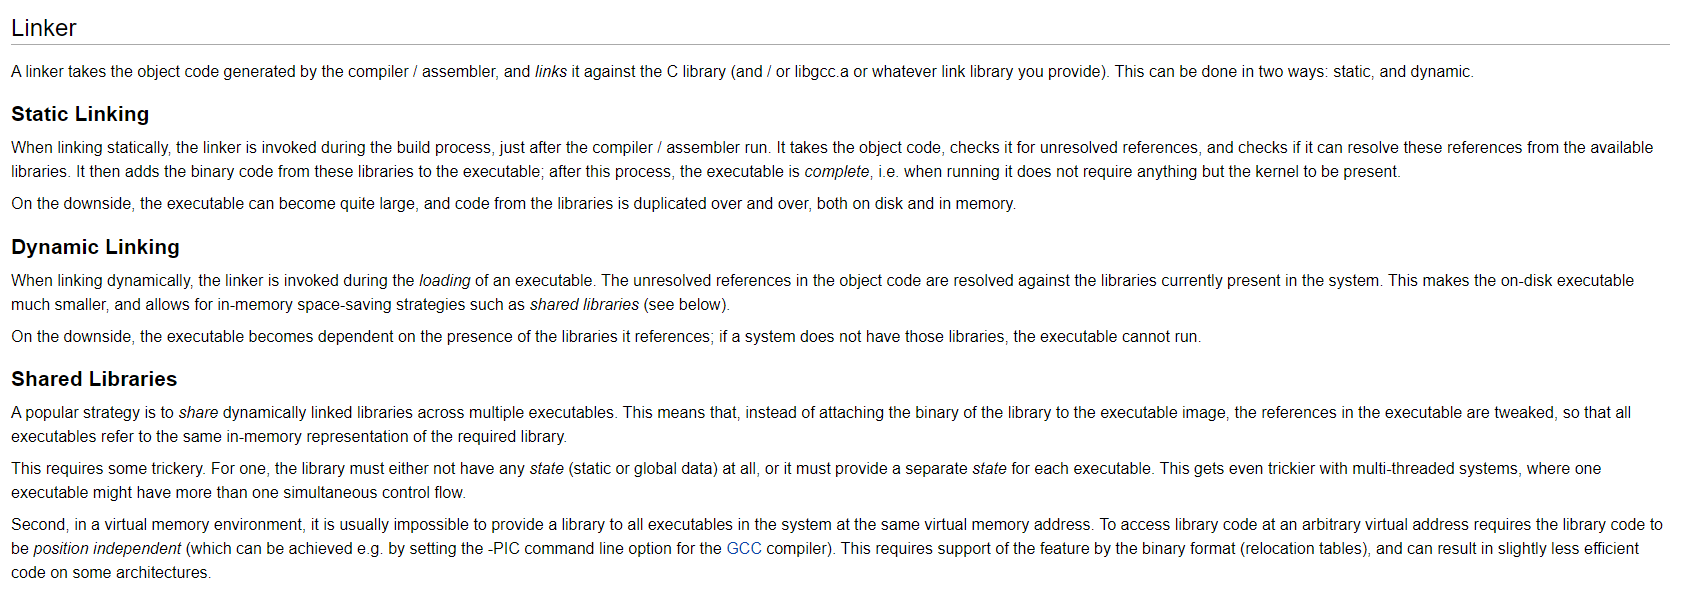 Linker
A linker takes the object code generated by the compiler / assembler, and links it against the C library (and / or libgcc.a or whatever link library you provide). This can be done in two ways: static, and dynamic.
Static Linking
When linking statically, the linker is invoked during the build process, just after the compiler / assembler run. It takes the object code, checks it for unresolved references, and checks if it can resolve these references from the available
libraries. It then adds the binary code from these libraries to the executable; after this process, the executable is complete, i.e. when running it does not require anything but the kernel to be present.
On the downside, the executable can become quite large, and code from the libraries is duplicated over and over, both on disk and in memory.
Dynamic Linking
When linking dynamically, the linker is invoked during the loading of an executable. The unresolved references in the object code are resolved against the libraries currently present in the system. This makes the on-disk executable
much smaller, and allows for in-memory space-saving strategies such as shared libraries (see below).
On the downside, the executable becomes dependent on the presence of the libraries it references; if a system does not have those libraries, the executable cannot run.
Shared Libraries
A popular strategy is to share dynamically linked libraries across multiple executables. This means that, instead of attaching the binary of the library to the executable image, the references in the executable are tweaked, so that all
executables refer to the same in-memory representation of the required library.
This requires some trickery. For one, the library must either not have any state (static or global data) at all, or it must provide a separate state for each executable. This gets even trickier with multi-threaded systems, where one
executable might have more than one simultaneous control flow.
Second, in a virtual memory environment, it is usually impossible to provide a library to all executables in the system at the same virtual memory address. To access library code at an arbitrary virtual address requires the library code to
be position independent (which can be achieved e.g. by setting the -PIC command line option for the GCC compiler). This requires support of the feature by the binary format (relocation tables), and can result in slightly less efficient
code on some architectures.